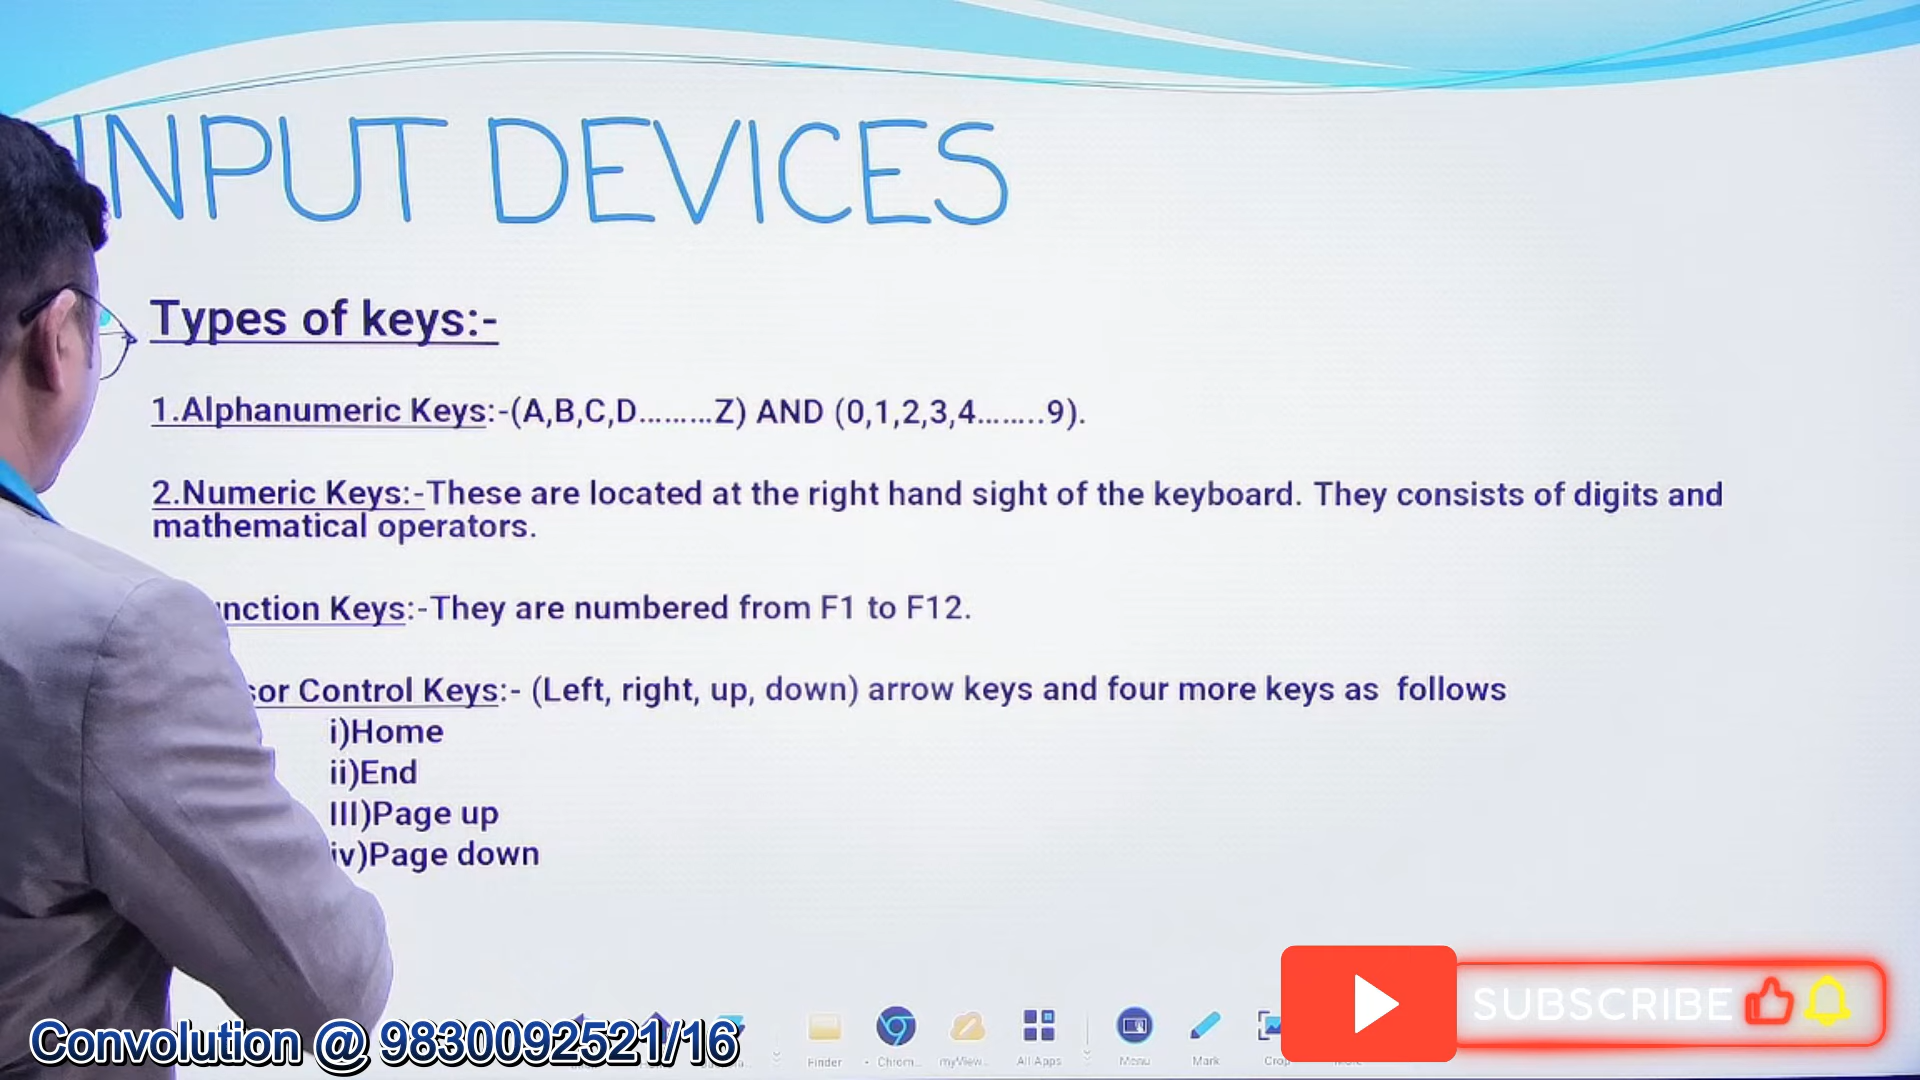 INPUT DEVICES
Types of keys:-
1.Alphanumeric Keys:-(A,B,C,D.........Z) AND (0,1,2,3,4........9).
2.Numeric Keys:-These are located at the right hand sight of the keyboard. They consists of digits and
mathematical operators.
Keys:-They are numbered from F1 to F12.
Control Keys:- (Left, right, up, down) arrow keys and four more keys as follows
i)Home
ii)End
III)Page up
iv)Page down
SUBSCRIBE
Convolution @ 9830092521/16
Finder
Chrom...
myView...
All Apps
Menu
Mark
Crop